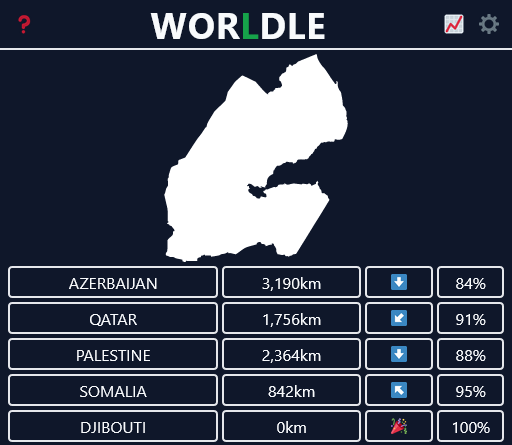 ?
WORLDLE
AZERBAIJAN 3,190km 84%
QATAR 1,756km 91%
PALESTINE 2,364km 88%
SOMALIA 842km 95%
DJIBOUTI 0km 100%